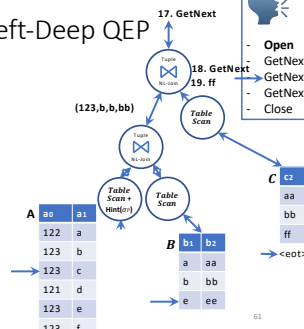 eft-Deep QEP
17. GetNext
Open
GetNex
GetNex
GetNex
Close
Tuple
NL-Join
18. GetNext
19. ff
(123,b,b,bb)
Table
Scan
Tuple
NL-Join
Table
Scan +
Table
Scan
A
a0 a1
122 a
123 b
123 c
121 d
123 e
123 f
B
b1 b2
a aa
b bb
e ee
C
c2
aa
bb
ff
<eot>
61